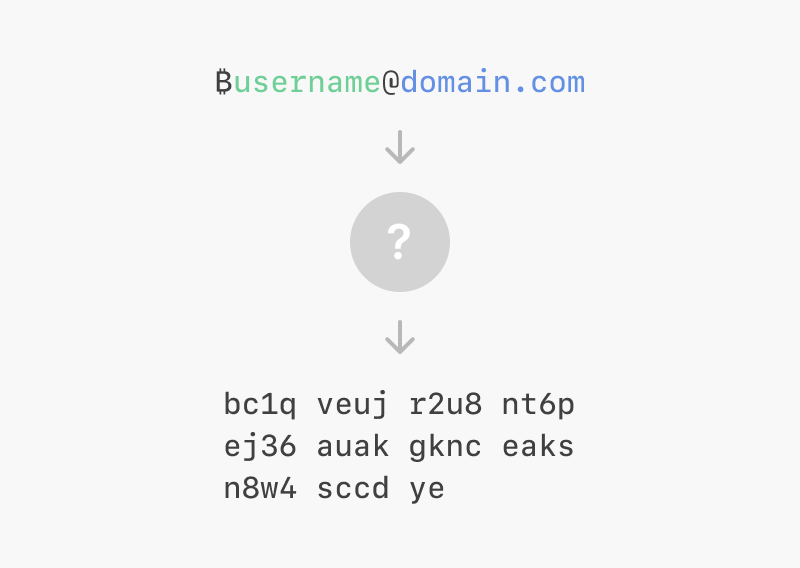 ₿username@domain.com
?
bc1q veuj r2u8 nt6p
ej36 auak gknc eaks
n8w4 sccd ye